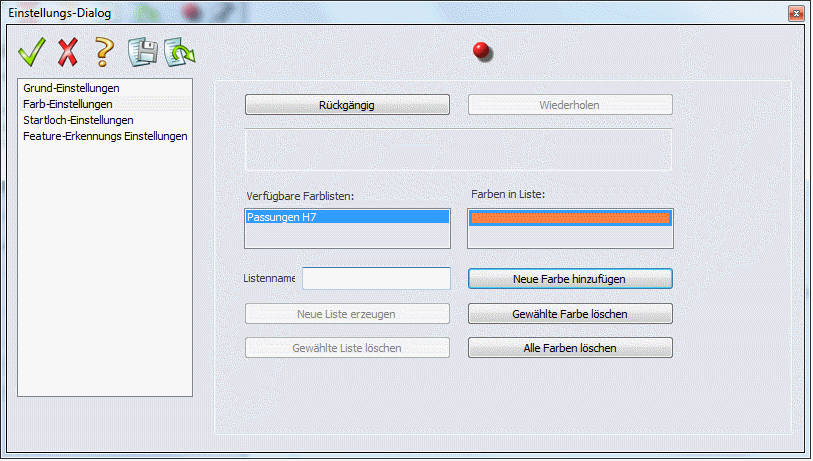 Einstellungs-Dialog
Grund-Einstellungen
Farb-Einstellungen
Startloch-Einstellungen
Feature-Erkennungs Einstellungen
Rückgängig
Wiederholen
Verfügbare Farblisten:
Farben in Liste:
Passungen H7
Listenname
Neue Farbe hinzufügen
Neue Liste erzeugen
Gewählte Farbe löschen
Gewählte Liste löschen
Alle Farben löschen